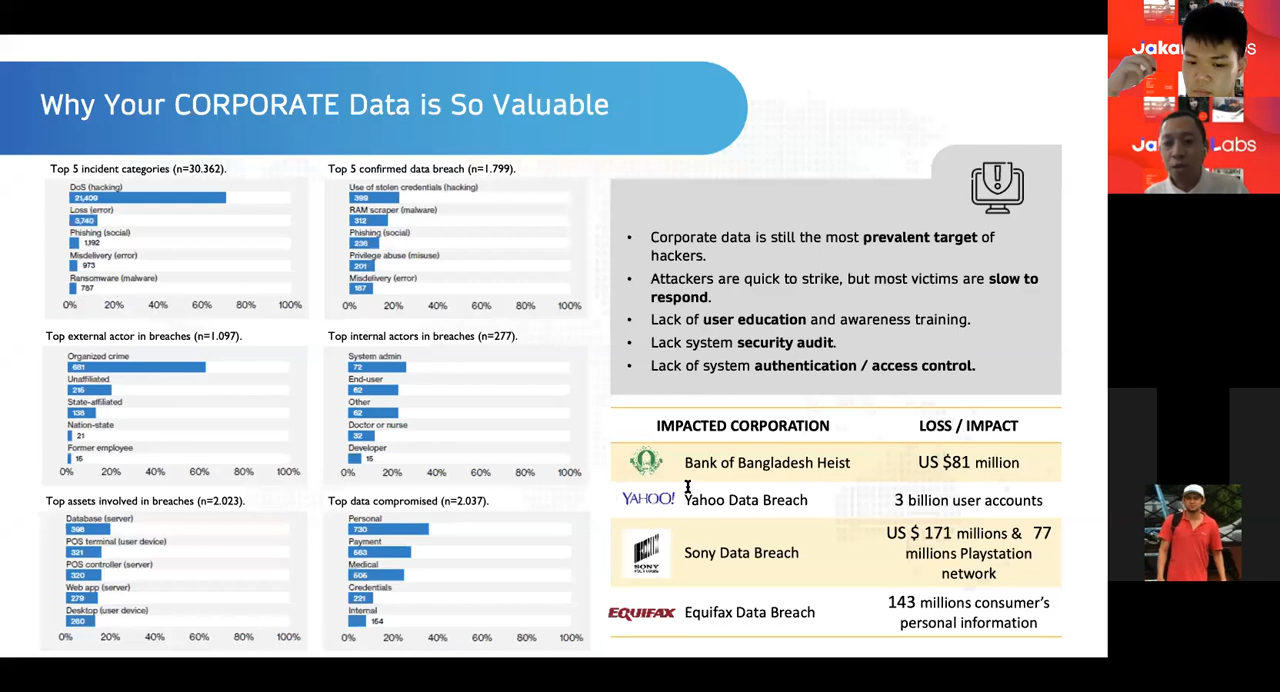 Why Your CORPORATE Data is So Valuable
Top 5 incident categories (n=30.362).
DoS (hacking)
21,409
Loss (error)
3,740
Phishing (social)
1,192
Misdelivery (error)
973
Ransomware (malware)
787
0% 20% 40% 60% 80% 100%
Top 5 confirmed data breach (n=1.799).
Use of stolen credentials (hacking)
399
RAM scraper (malware)
312
Phishing (social)
236
Privilege abuse (misuse)
201
Misdelivery (error)
187
0% 20% 40% 60% 80% 100%
Top external actor in breaches (n=1.097).
Organized crime
681
Unaffiliated
215
State-affiliated
138
Nation-state
21
Former employee
15
0% 20% 40% 60% 80% 100%
Top internal actors in breaches (n=277).
System admin
72
End-user
62
Other
62
Doctor or nurse
32
Developer
15
0% 20% 40% 60% 80% 100%
Top assets involved in breaches (n=2.023).
Database (server)
398
POS terminal (user device)
321
POS controller (server)
320
Web app (server)
279
Desktop (user device)
260
0% 20% 40% 60% 80% 100%
Top data compromised (n=2.037).
Personal
730
Payment
563
Medical
505
Credentials
221
Internal
154
0% 20% 40% 60% 80% 100%
• Corporate data is still the most prevalent target of
hackers.
• Attackers are quick to strike, but most victims are slow to
respond.
• Lack of user education and awareness training.
• Lack system security audit.
• Lack of system authentication / access control.
IMPACTED CORPORATION LOSS / IMPACT
Bank of Bangladesh Heist US $81 million
YAHOO! Yahoo Data Breach 3 billion user accounts
SONY
PICTURES
Sony Data Breach
US $ 171 millions & 77
millions Playstation
network
EQUIFAX Equifax Data Breach
143 millions consumer's
personal information